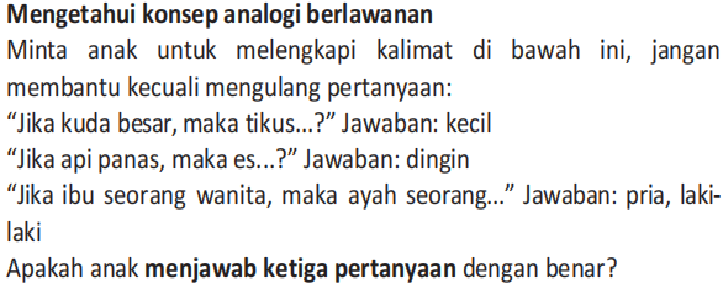 Mengetahui konsep analogi berlawanan
Minta anak untuk melengkapi kalimat di bawah ini, jangan
membantu kecuali mengulang pertanyaan:
“Jika kuda besar, maka tikus...?” Jawaban: kecil
“Jika api panas, maka es...?” Jawaban: dingin
“Jika ibu seorang wanita, maka ayah seorang...” Jawaban: pria, laki-
laki
Apakah anak menjawab ketiga pertanyaan dengan benar?